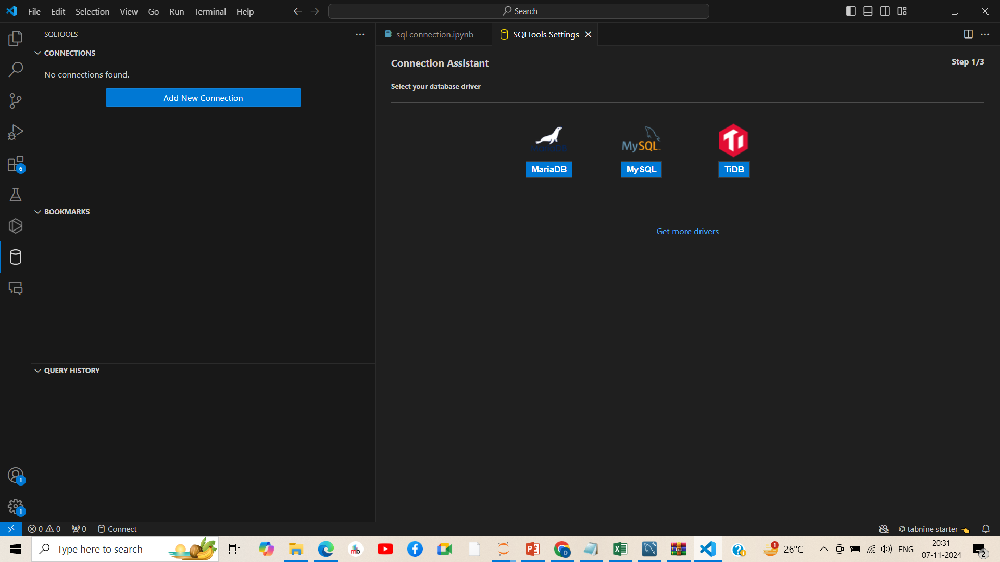 File Edit Selection View Go Run Terminal Help
Search
SQLTOOLS
sql connection.ipynb
SQLTools Settings
CONNECTIONS
No connections found.
Add New Connection
Connection Assistant
Step 1/3
Select your database driver
MySQL
MariaDB
MySQL
TiDB
Get more drivers
6
BOOKMARKS
QUERY HISTORY
1
1
0 0 0 Connect
tabnine starter
Type here to search
mb
D
1
26°C
ENG
20:31
07-11-2024
2